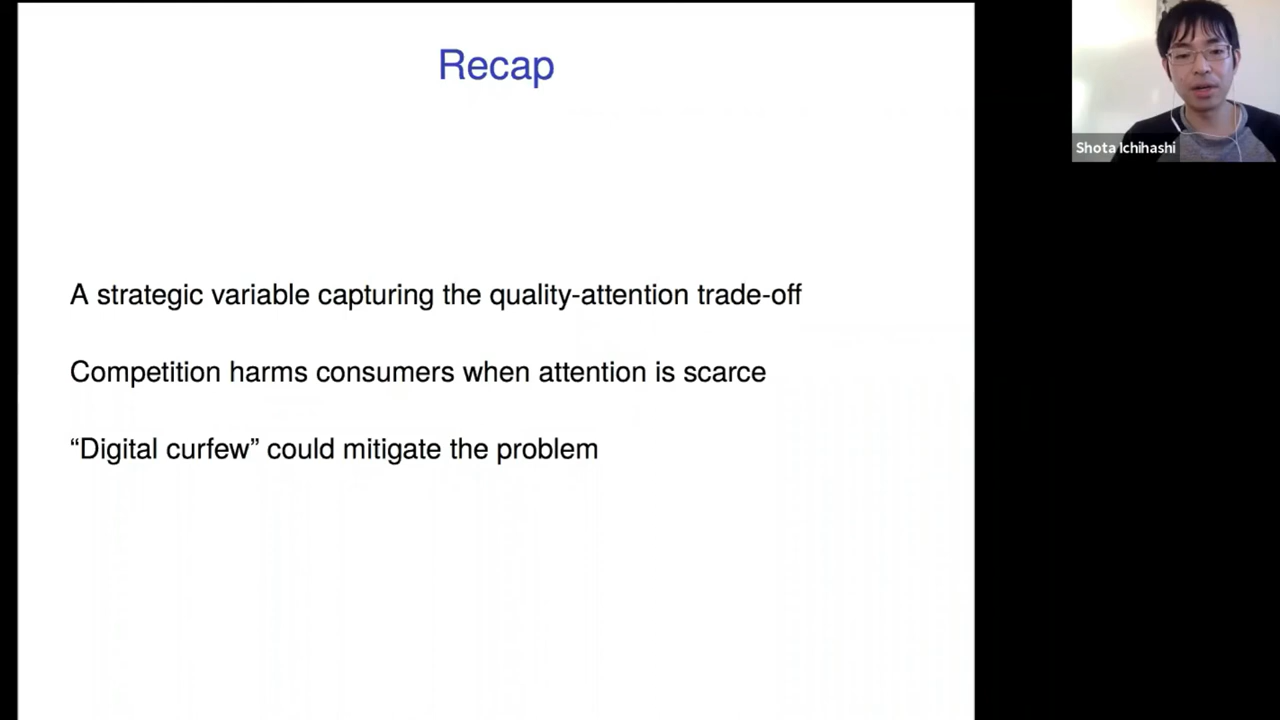 Recap
Shota Ichihashi
A strategic variable capturing the quality-attention trade-off
Competition harms consumers when attention is scarce
“Digital curfew” could mitigate the problem